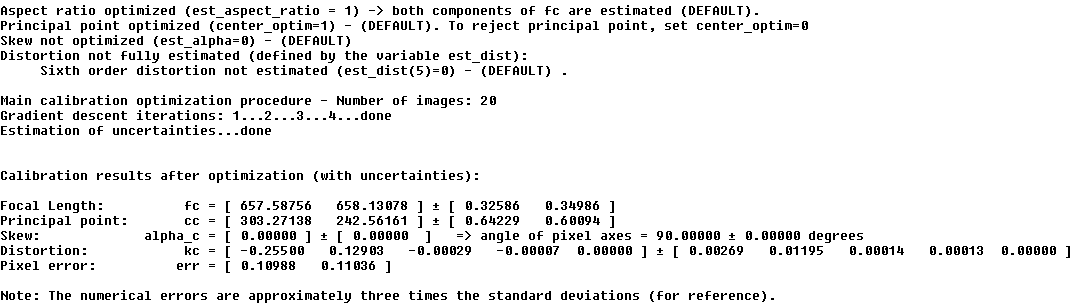 Aspect ratio optimized (est_aspect_ratio = 1) -> both components of fc are estimated (DEFAULT).
Principal point optimized (center_optim=1) - (DEFAULT). To reject principal point, set center_optim=0
Skew not optimized (est_alpha=0) - (DEFAULT)
Distortion not fully estimated (defined by the variable est_dist):
     Sixth order distortion not estimated (est_dist(5)=0) - (DEFAULT) .
Main calibration optimization procedure - Number of images: 20
Gradient descent iterations: 1...2...3...4...done
Estimation of uncertainties...done
Calibration results after optimization (with uncertainties):
Focal Length:          fc = [ 657.58756   658.13078 ] ± [ 0.32586   0.34986 ]
Principal point:       cc = [ 303.27138   242.56161 ] ± [ 0.64229   0.60094 ]
Skew:             alpha_c = [ 0.00000 ] ± [ 0.00000  ]   => angle of pixel axes = 90.00000 ± 0.00000 degrees
Distortion:            kc = [ -0.25500   0.12903   -0.00029   -0.00007  0.00000 ] ± [ 0.00269   0.01195   0.00014   0.00013  0.00000 ]
Pixel error:          err = [ 0.10988   0.11036 ]
Note: The numerical errors are approximately three times the standard deviations (for reference).